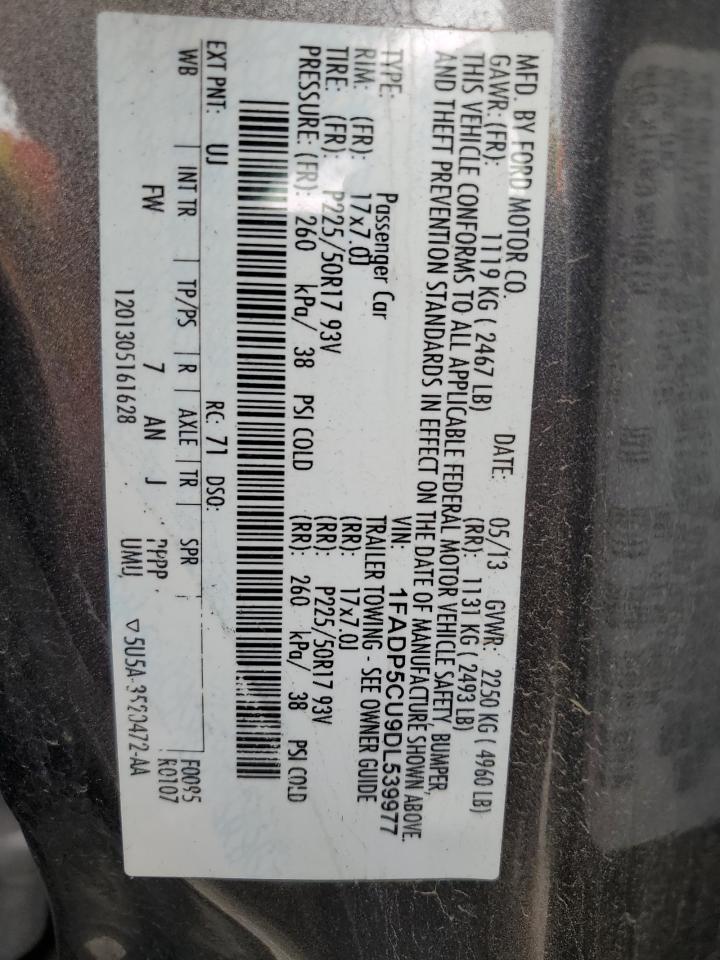 MFD. BY FORD MOTOR CO.
DATE: 05/13 GVWR: 2250 KG ( 4960 LB)
GAWR: (FR): 1119 KG ( 2467 LB) (RR): 1131 KG ( 2493 LB)
THIS VEHICLE CONFORMS TO ALL APPLICABLE FEDERAL MOTOR VEHICLE SAFETY, BUMPER,
AND THEFT PREVENTION STANDARDS IN EFFECT ON THE DATE OF MANUFACTURE SHOWN ABOVE.
VIN: 1FADP5CU9DL539977
TYPE: Passenger Car TRAILER TOWING - SEE OWNER GUIDE
RIM: (FR): 17x7.0J (RR): 17x7.0J
TIRE: (FR): P225/50R17 93V (RR): P225/50R17 93V
PRESSURE: (FR): 260 kPa/ 38 PSI COLD (RR): 260 kPa/ 38 PSI COLD
EXT PNT: UJ RC: 71 DSO:
WB INT TR TP/PS R AXLE TR SPR
FW 7 AN J UMU,
F0095
R0107
1201305161628 ▽5U5A-3520472-AA